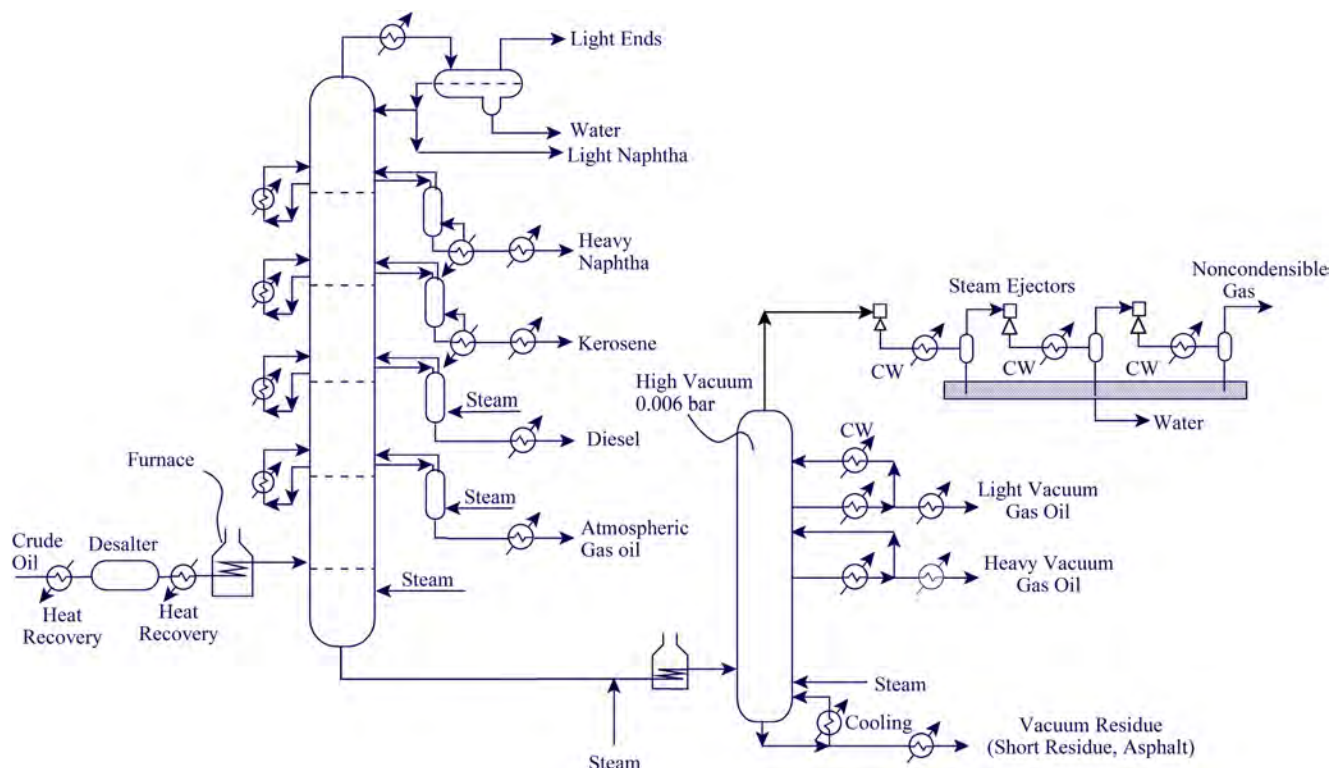 Light Ends
Water
Light Naphtha
Heavy
Naphtha
Kerosene
Steam
Diesel
Steam
Atmospheric
Gas oil
Steam
Furnace
Crude
Oil
Desalter
Heat
Recovery
Heat
Recovery
Steam
High Vacuum
0.006 bar
Steam Ejectors
Noncondensible
Gas
CW
CW
CW
Water
CW
Light Vacuum
Gas Oil
Heavy Vacuum
Gas Oil
Steam
Cooling
Vacuum Residue
(Short Residue, Asphalt)